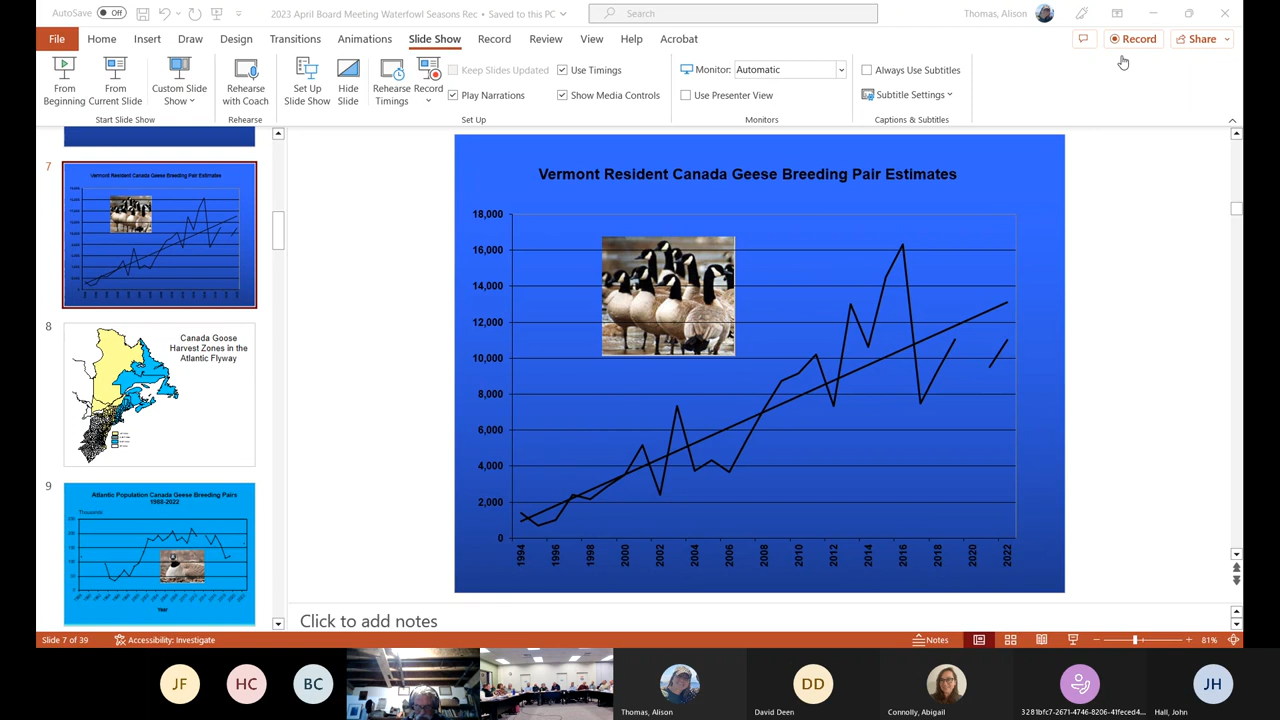 AutoSave Off
2023 April Board Meeting Waterfowl Seasons Rec • Saved to this PC
Search
Thomas, Alison
File Home Insert Draw Design Transitions Animations Slide Show Record Review View Help Acrobat
Record
Share
From Beginning
From Current Slide
Custom Slide Show
Start Slide Show
Rehearse with Coach
Rehearse
Set Up Slide Show
Hide Slide
Rehearse Timings
Record
Keep Slides Updated
Play Narrations
Use Timings
Show Media Controls
Set Up
Monitor: Automatic
Use Presenter View
Monitors
Always Use Subtitles
Subtitle Settings
Captions & Subtitles
7
Vermont Resident Canada Geese Breeding Pair Estimates
8
Canada Goose
Harvest Zones in the
Atlantic Flyway
9
Atlantic Population Canada Geese Breeding Pairs
1988-2022
Thousands
Year
Vermont Resident Canada Geese Breeding Pair Estimates
18,000
16,000
14,000
12,000
10,000
8,000
6,000
4,000
2,000
0
1994 1996 1998 2000 2002 2004 2006 2008 2010 2012 2014 2016 2018 2020 2022
Click to add notes
Slide 7 of 39
Accessibility: Investigate
Notes
81%
JF
HC
BC
Thomas, Alison
DD
David Deen
Connolly, Abigail
3281bfc7-2671-4746-8206-41feced4...
JH
Hall, John